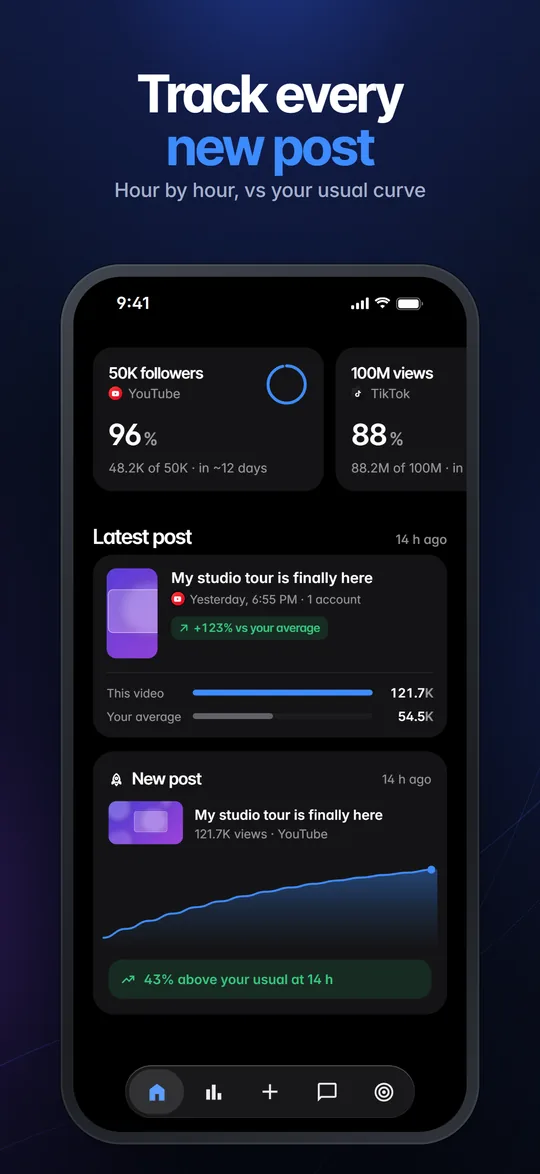 Track every
new post
Hour by hour, vs your usual curve
9:41
50K followers
YouTube
96%
48.2K of 50K · in ~12 days
100M views
TikTok
88%
88.2M of 100M · in
Latest post
14 h ago
My studio tour is finally here
Yesterday, 6:55 PM · 1 account
+123% vs your average
This video 121.7K
Your average 54.5K
New post
14 h ago
My studio tour is finally here
121.7K views · YouTube
43% above your usual at 14 h